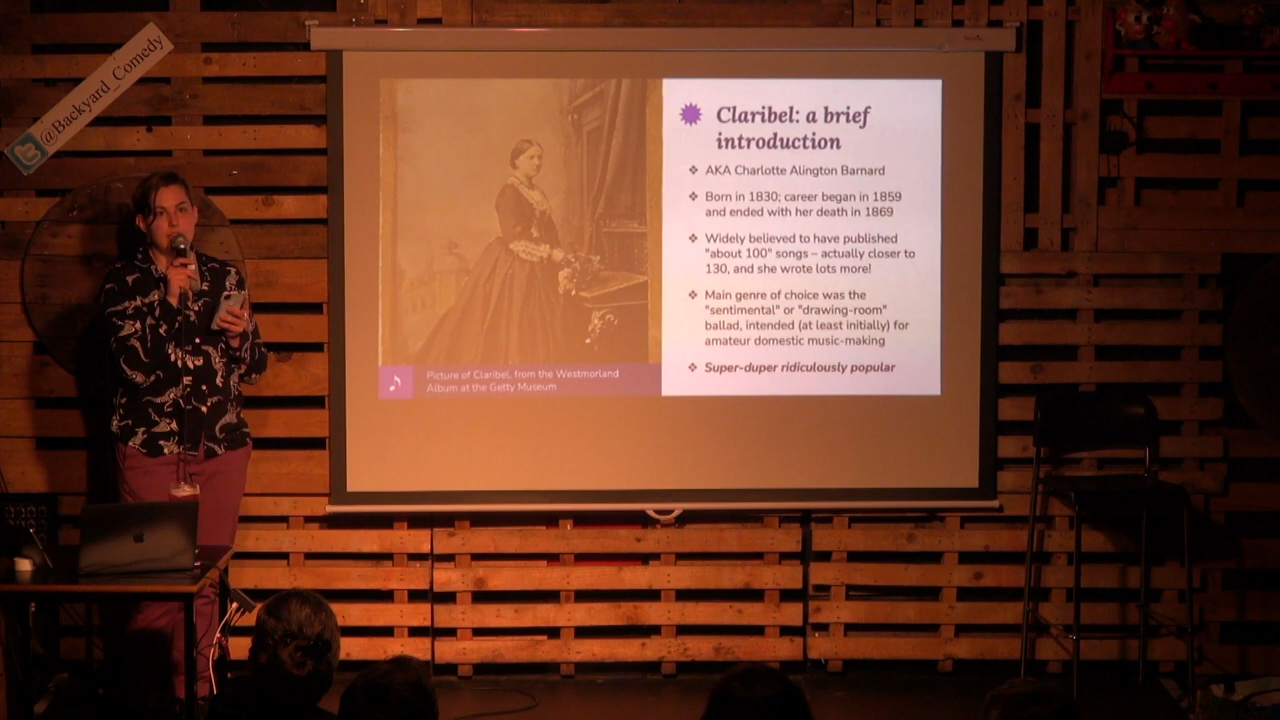 @Backyard_Comedy
Claribel: a brief
introduction
AKA Charlotte Alington Barnard
Born in 1830; career began in 1859
and ended with her death in 1869
Widely believed to have published
"about 100" songs – actually closer to
130, and she wrote lots more!
Main genre of choice was the
"sentimental" or "drawing-room"
ballad, intended (at least initially) for
amateur domestic music-making
Super-duper ridiculously popular
Picture of Claribel, from the Westmorland
Album at the Getty Museum